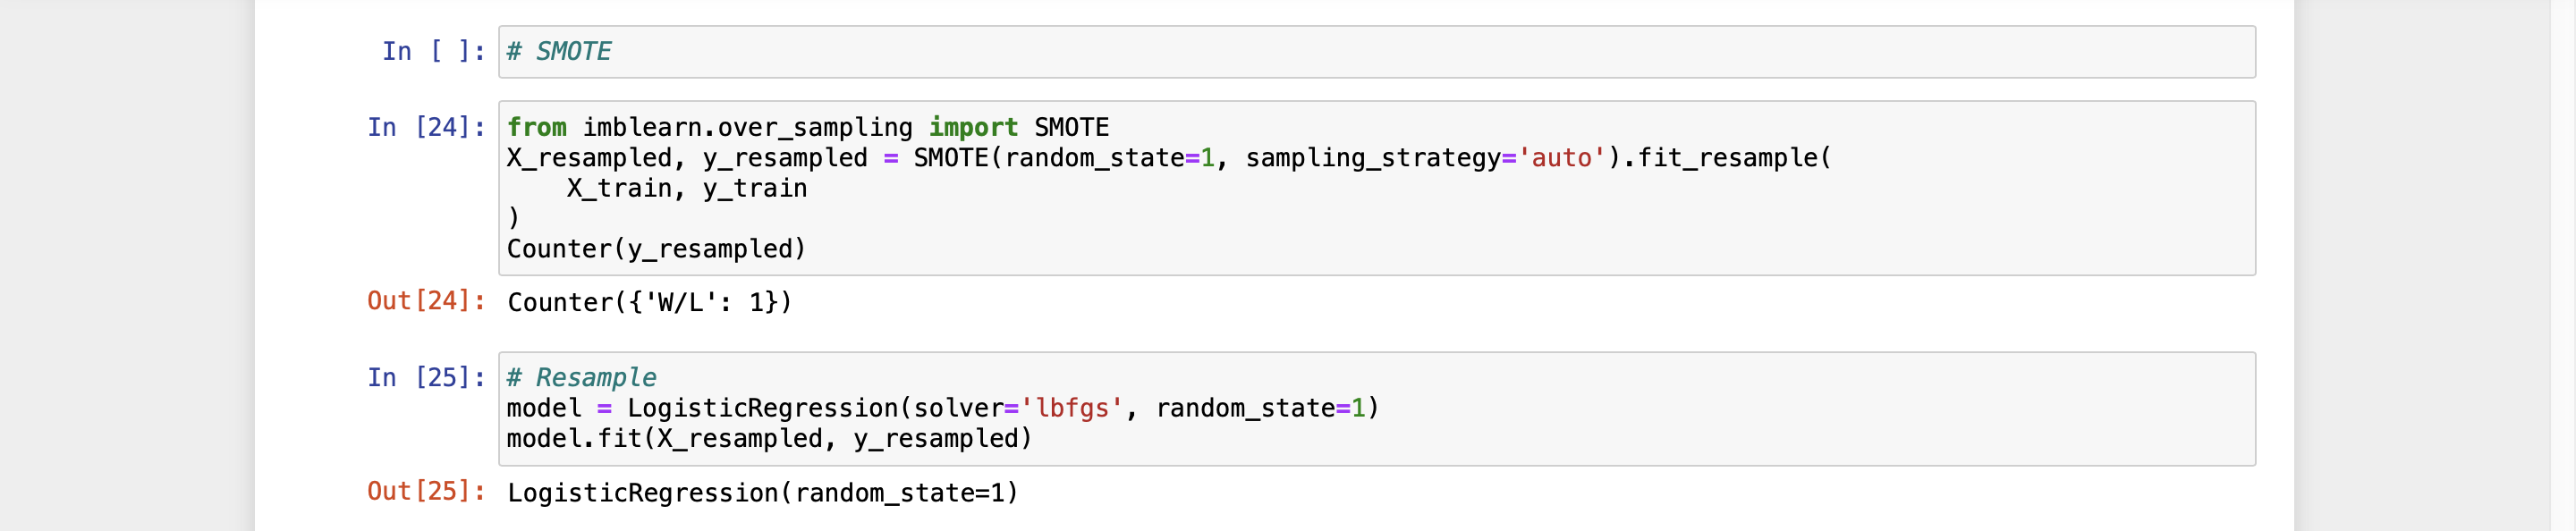 In [ ]: # SMOTE
In [24]: from imblearn.over_sampling import SMOTE
X_resampled, y_resampled = SMOTE(random_state=1, sampling_strategy='auto').fit_resample(
    X_train, y_train
)
Counter(y_resampled)
Out[24]: Counter({'W/L': 1})
In [25]: # Resample
model = LogisticRegression(solver='lbfgs', random_state=1)
model.fit(X_resampled, y_resampled)
Out[25]: LogisticRegression(random_state=1)